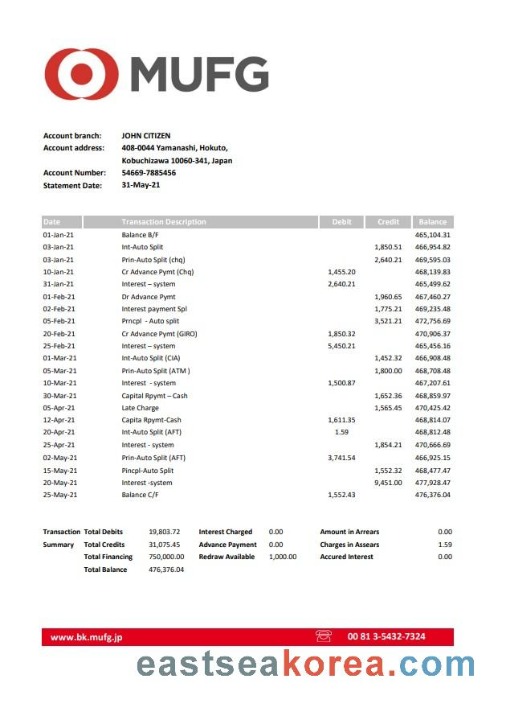 MUFG
Account branch: JOHN CITIZEN
Account address: 408-0044 Yamanashi, Hokuto,
Kobuchizawa 10060-341, Japan
Account Number: 54669-7885456
Statement Date: 31-May-21
Date Transaction Description Debit Credit Balance
01-Jan-21 Balance B/F 465,104.31
03-Jan-21 Int-Auto Split 1,850.51 466,954.82
03-Jan-21 Prin-Auto Split (chq) 2,640.21 469,595.03
10-Jan-21 Cr Advance Pymt (Chq) 1,455.20 468,139.83
31-Jan-21 Interest – system 2,640.21 465,499.62
01-Feb-21 Dr Advance Pymt 1,960.65 467,460.27
02-Feb-21 Interest payment Spl 1,775.21 469,235.48
05-Feb-21 Prncpl - Auto split 3,521.21 472,756.69
20-Feb-21 Cr Advance Pymt (GIRO) 1,850.32 470,906.37
25-Feb-21 Interest – system 5,450.21 465,456.16
01-Mar-21 Int-Auto Split (CIA) 1,452.32 466,908.48
05-Mar-21 Prin-Auto Split (ATM ) 1,800.00 468,708.48
10-Mar-21 Interest - system 1,500.87 467,207.61
30-Mar-21 Capital Rpymt – Cash 1,652.36 468,859.97
05-Apr-21 Late Charge 1,565.45 470,425.42
12-Apr-21 Capita Rpymt-Cash 1,611.35 468,814.07
20-Apr-21 Int-Auto Split (AFT) 1.59 468,812.48
25-Apr-21 Interest - system 1,854.21 470,666.69
02-May-21 Prin-Auto Split (AFT) 3,741.54 466,925.15
15-May-21 Pincpl-Auto Split 1,552.32 468,477.47
20-May-21 Interest -system 9,451.00 477,928.47
25-May-21 Balance C/F 1,552.43 476,376.04
Transaction Total Debits 19,803.72 Interest Charged 0.00 Amount in Arrears 0.00
Summary Total Credits 31,075.45 Advance Payment 0.00 Charges in Assears 1.59
Total Financing 750,000.00 Redraw Available 1,000.00 Accured Interest 0.00
Total Balance 476,376.04
www.bk.mufg.jp 00 81 3-5432-7324
eastseakorea.com